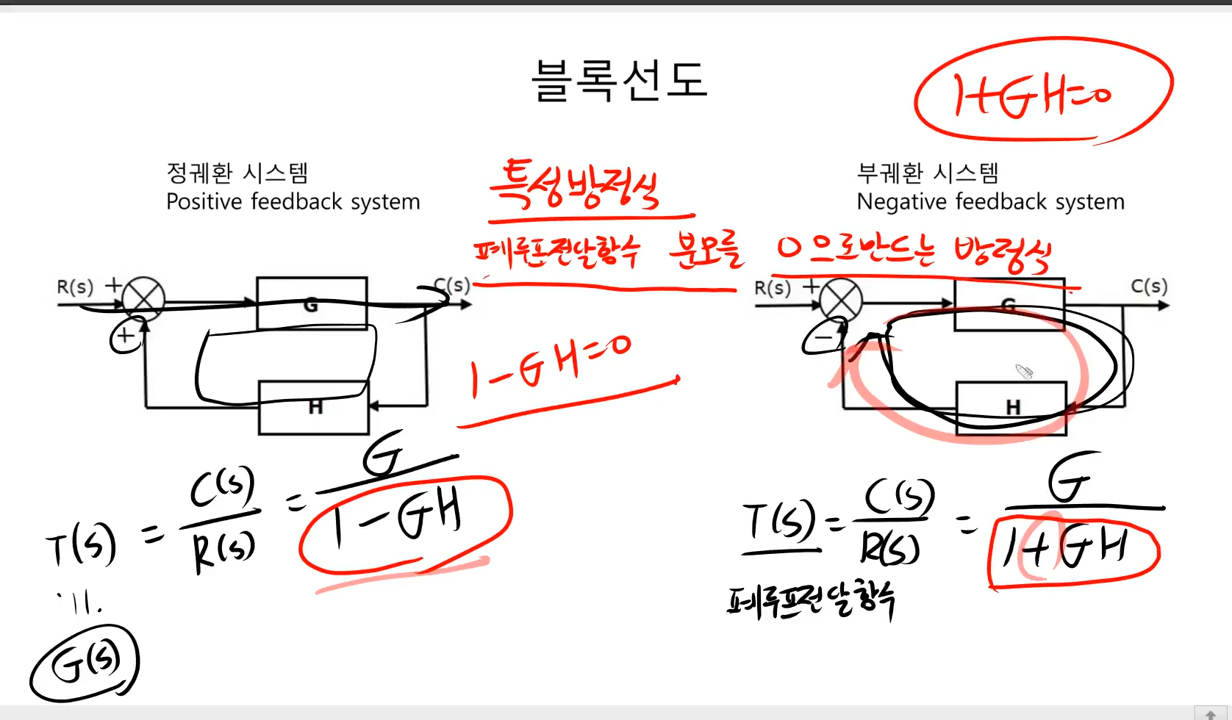 블록선도
1+GH=0
정궤환 시스템
Positive feedback system
특성방정식
폐루프전달함수 분모를 0으로만드는 방정식
부궤환 시스템
Negative feedback system
R(s) + G C(s)
+
H
1-GH=0
R(s) + G C(s)
-
H
T(s) = C(s)/R(s) = G/(1-GH)
G(s)
T(s) = C(s)/R(s) = G/(1+GH)
폐루프전달함수